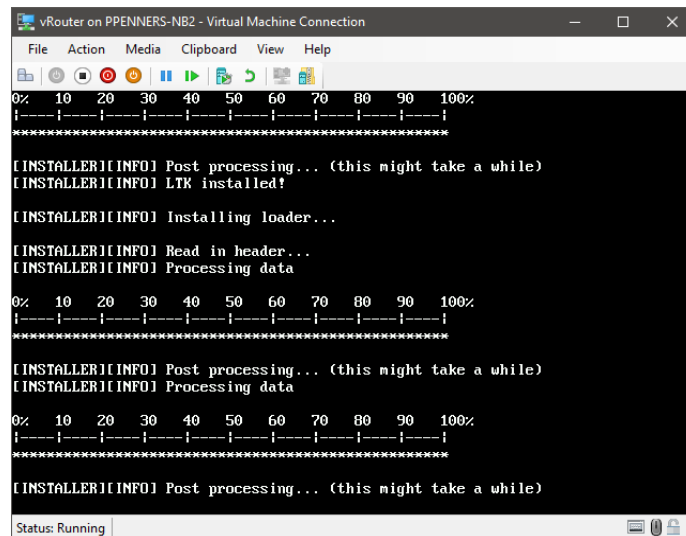 vRouter on PPENNERS-NB2 - Virtual Machine Connection
File Action Media Clipboard View Help
0% 10 20 30 40 50 60 70 80 90 100%
|----|----|----|----|----|----|----|----|----|----|
***************************************************
[INSTALLER][INFO] Post processing... (this might take a while)
[INSTALLER][INFO] LTK installed!
[INSTALLER][INFO] Installing loader...
[INSTALLER][INFO] Read in header...
[INSTALLER][INFO] Processing data
0% 10 20 30 40 50 60 70 80 90 100%
|----|----|----|----|----|----|----|----|----|----|
***************************************************
[INSTALLER][INFO] Post processing... (this might take a while)
[INSTALLER][INFO] Processing data
0% 10 20 30 40 50 60 70 80 90 100%
|----|----|----|----|----|----|----|----|----|----|
***************************************************
[INSTALLER][INFO] Post processing... (this might take a while)
Status: Running